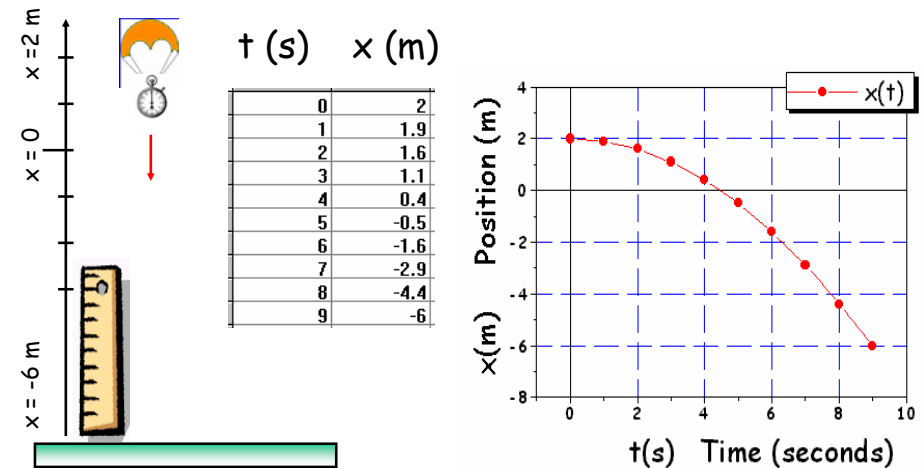 x =2 m
x = 0
x = -6 m
t (s) x (m)
0 2
1 1.9
2 1.6
3 1.1
4 0.4
5 -0.5
6 -1.6
7 -2.9
8 -4.4
9 -6
x(t)
x(m) Position (m)
4
2
0
-2
-4
-6
-8
0 2 4 6 8 10
t(s) Time (seconds)